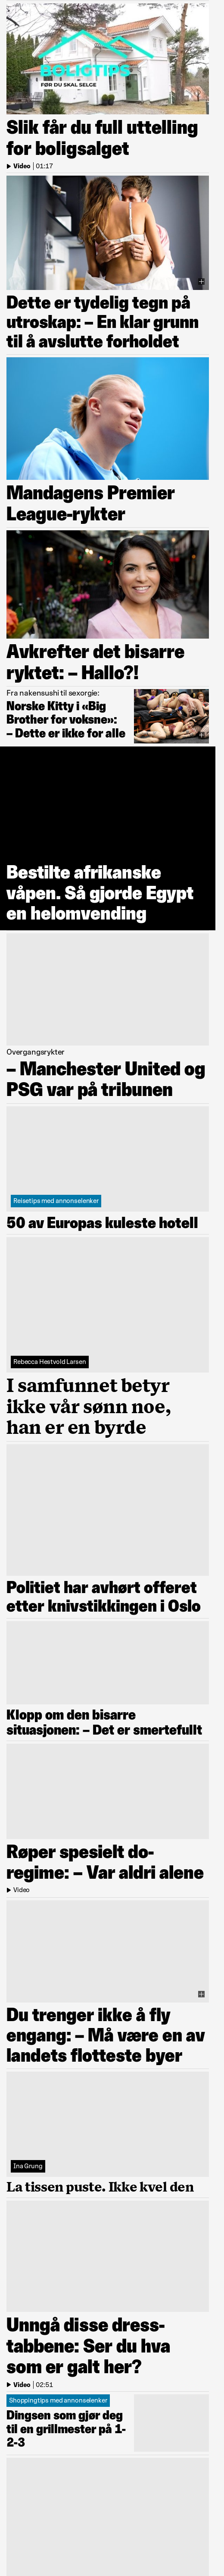 BOLIGTIPS
FØR DU SKAL SELGE
Slik får du full uttelling
for boligsalget
Video | 01:17
Dette er tydelig tegn på
utroskap: – En klar grunn
til å avslutte forholdet
Mandagens Premier
League-rykter
Avkrefter det bisarre
ryktet: – Hallo?!
Fra nakensushi til sexorgie:
Norske Kitty i «Big
Brother for voksne»:
– Dette er ikke for alle
Bestilte afrikanske
våpen. Så gjorde Egypt
en helomvending
Overgangsrykter
– Manchester United og
PSG var på tribunen
Reisetips med annonselenker
50 av Europas kuleste hotell
Rebecca Hestvold Larsen
I samfunnet betyr
ikke vår sønn noe,
han er en byrde
Politiet har avhørt offeret
etter knivstikkingen i Oslo
Klopp om den bisarre
situasjonen: – Det er smertefullt
Røper spesielt do-
regime: – Var aldri alene
Video
Du trenger ikke å fly
engang: – Må være en av
landets flotteste byer
Ina Grung
La tissen puste. Ikke kvel den
Unngå disse dress-
tabbene: Ser du hva
som er galt her?
Video | 02:51
Shoppingtips med annonselenker
Dingsen som gjør deg
til en grillmester på 1-
2-3